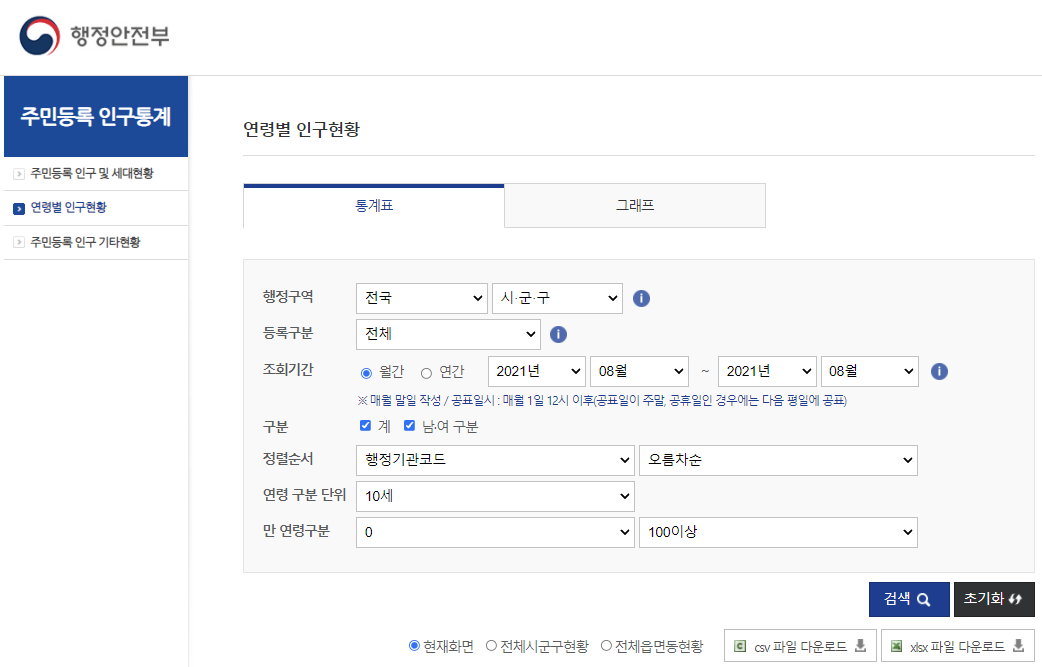 행정안전부
주민등록 인구통계
주민등록 인구 및 세대현황
연령별 인구현황
주민등록 인구 기타현황
연령별 인구현황
통계표 그래프
행정구역 전국 시·군·구
등록구분 전체
조회기간 월간 연간 2021년 08월 ~ 2021년 08월
※ 매월 말일 작성 / 공표일시 : 매월 1일 12시 이후(공표일이 주말, 공휴일인 경우에는 다음 평일에 공표)
구분 계 남·여 구분
정렬순서 행정기관코드 오름차순
연령 구분 단위 10세
만 연령구분 0 100이상
검색 초기화
현재화면 전체시군구현황 전체읍면동현황 csv 파일 다운로드 xlsx 파일 다운로드